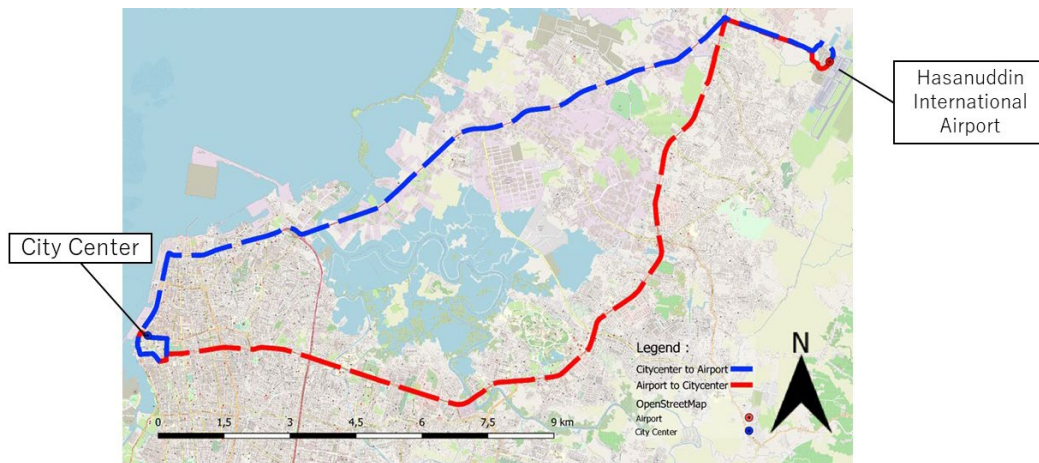 Hasanuddin
International
Airport
City Center
N
Legend :
Citycenter to Airport
Airport to Citycenter
OpenStreetMap
Airport
City Center
0 1,5 3 4,5 6 7,5 9 km